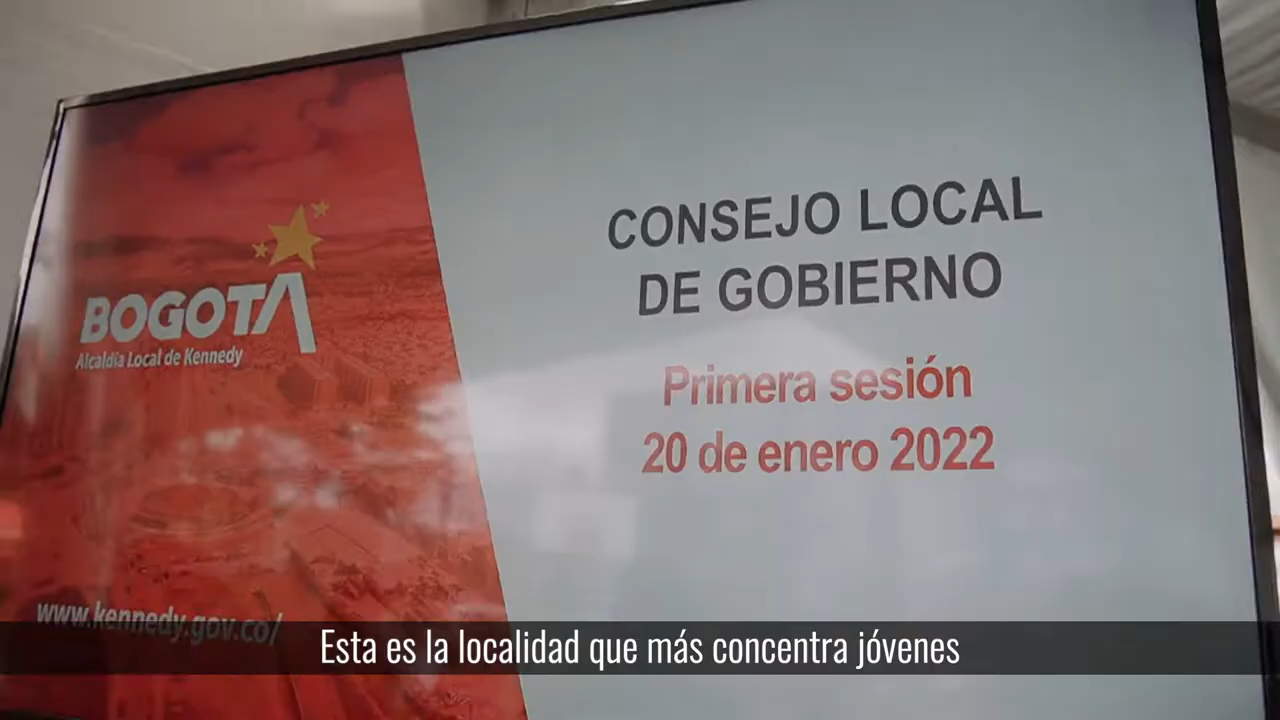 BOGOTÁ
Alcaldía Local de Kennedy
CONSEJO LOCAL
DE GOBIERNO
Primera sesión
20 de enero 2022
www.kennedy.gov.co/
Esta es la localidad que más concentra jóvenes